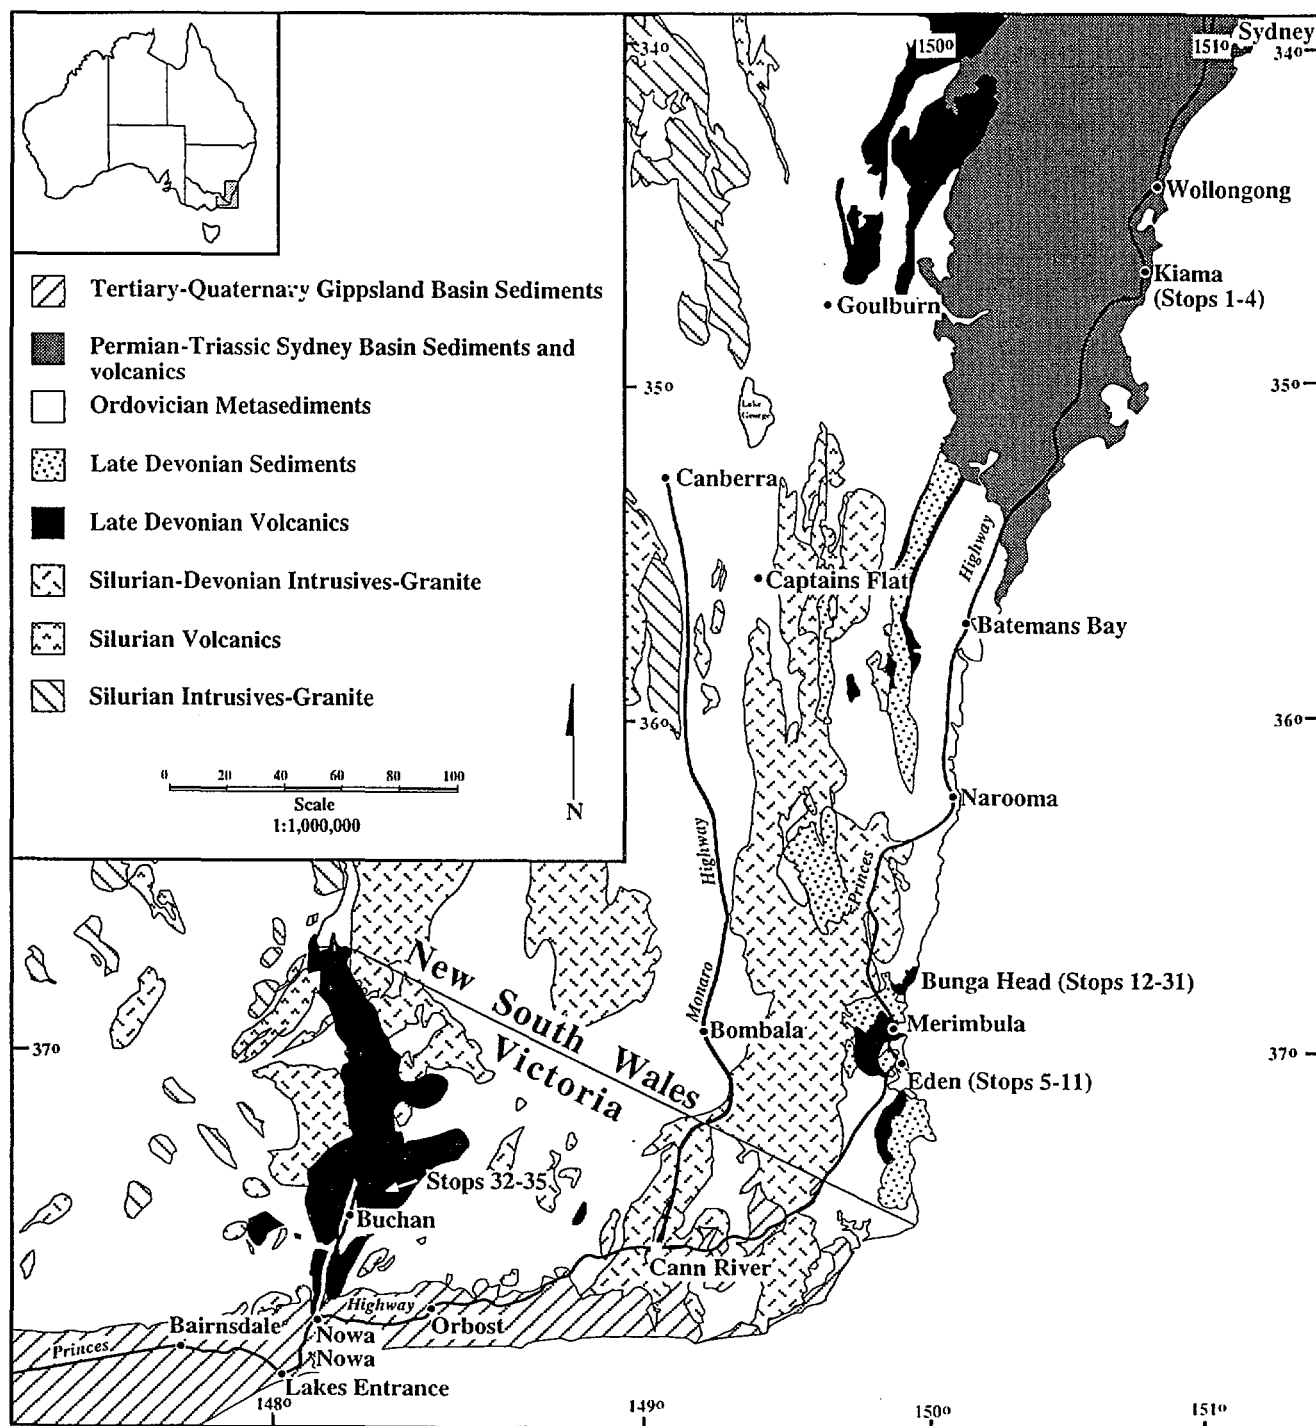 Sydney
34°
150°
151°
34°
Wollongong
Kiama
(Stops 1-4)
Goulburn
Tertiary-Quaternary Gippsland Basin Sediments
Permian-Triassic Sydney Basin Sediments and
volcanics
Ordovician Metasediments
Late Devonian Sediments
Late Devonian Volcanics
Silurian-Devonian Intrusives-Granite
Silurian Volcanics
Silurian Intrusives-Granite
0 20 40 60 80 100
Scale
1:1,000,000
N
35°
35°
Lake
George
Canberra
Highway
Captains Flat
Batemans Bay
36°
36°
Narooma
Highway
Princes
New South Wales
Victoria
Monaro
Bunga Head (Stops 12-31)
Merimbula
Bombala
37°
37°
Eden (Stops 5-11)
Stops 32-35
Buchan
Cann River
Highway
Orbost
Bairnsdale
Nowa
Nowa
Princes
Lakes Entrance
148°
149°
150°
151°